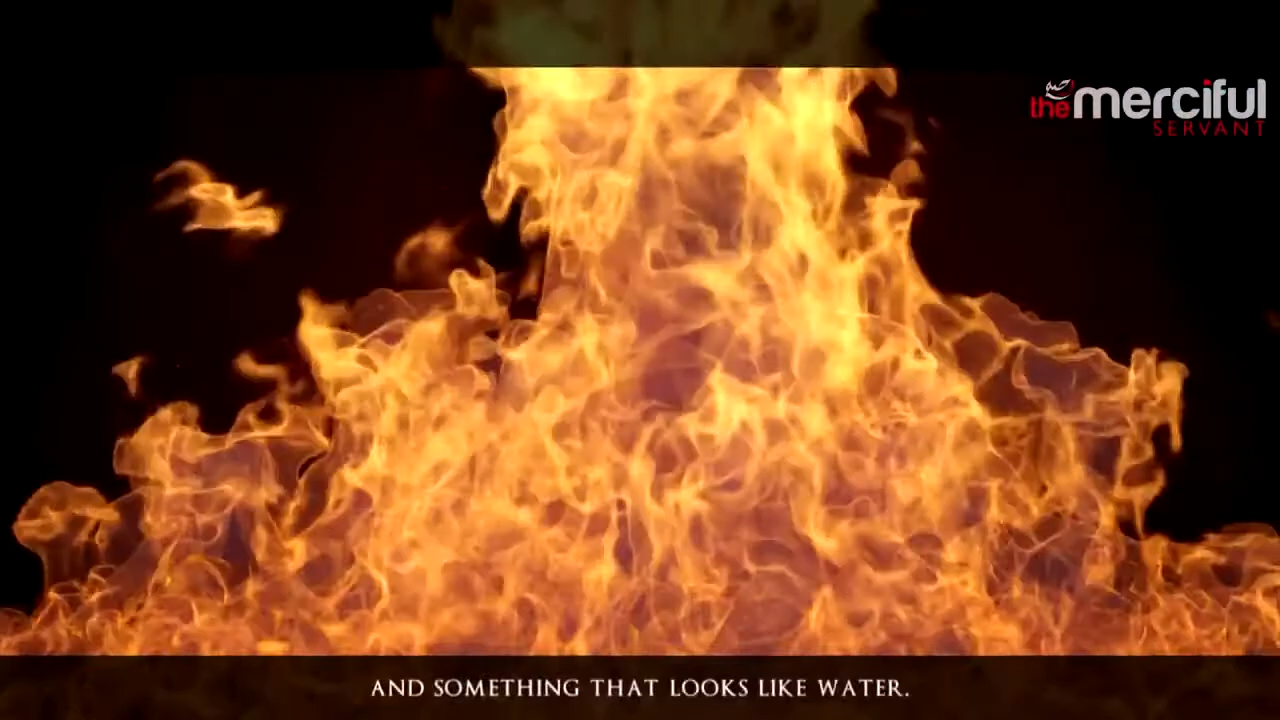 the merciful
SERVANT
AND SOMETHING THAT LOOKS LIKE WATER.